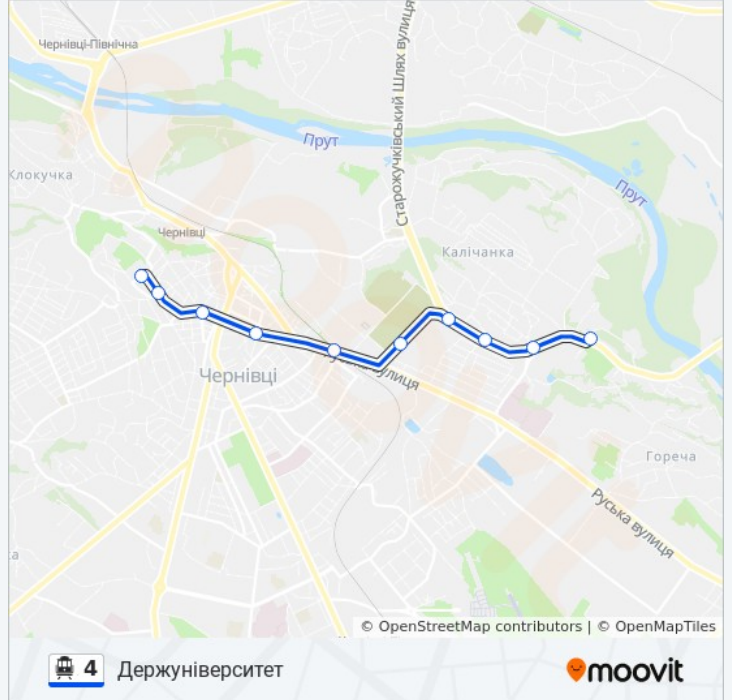 Чернівці-Північна
Старожучківський Шлях вулиця
Прут
Клокучка
Прут
Чернівці
Калічанка
Чернівці
вулиця
Гореча
Руська вулиця
© OpenStreetMap contributors | © OpenMapTiles
4 Держуніверситет
moovit